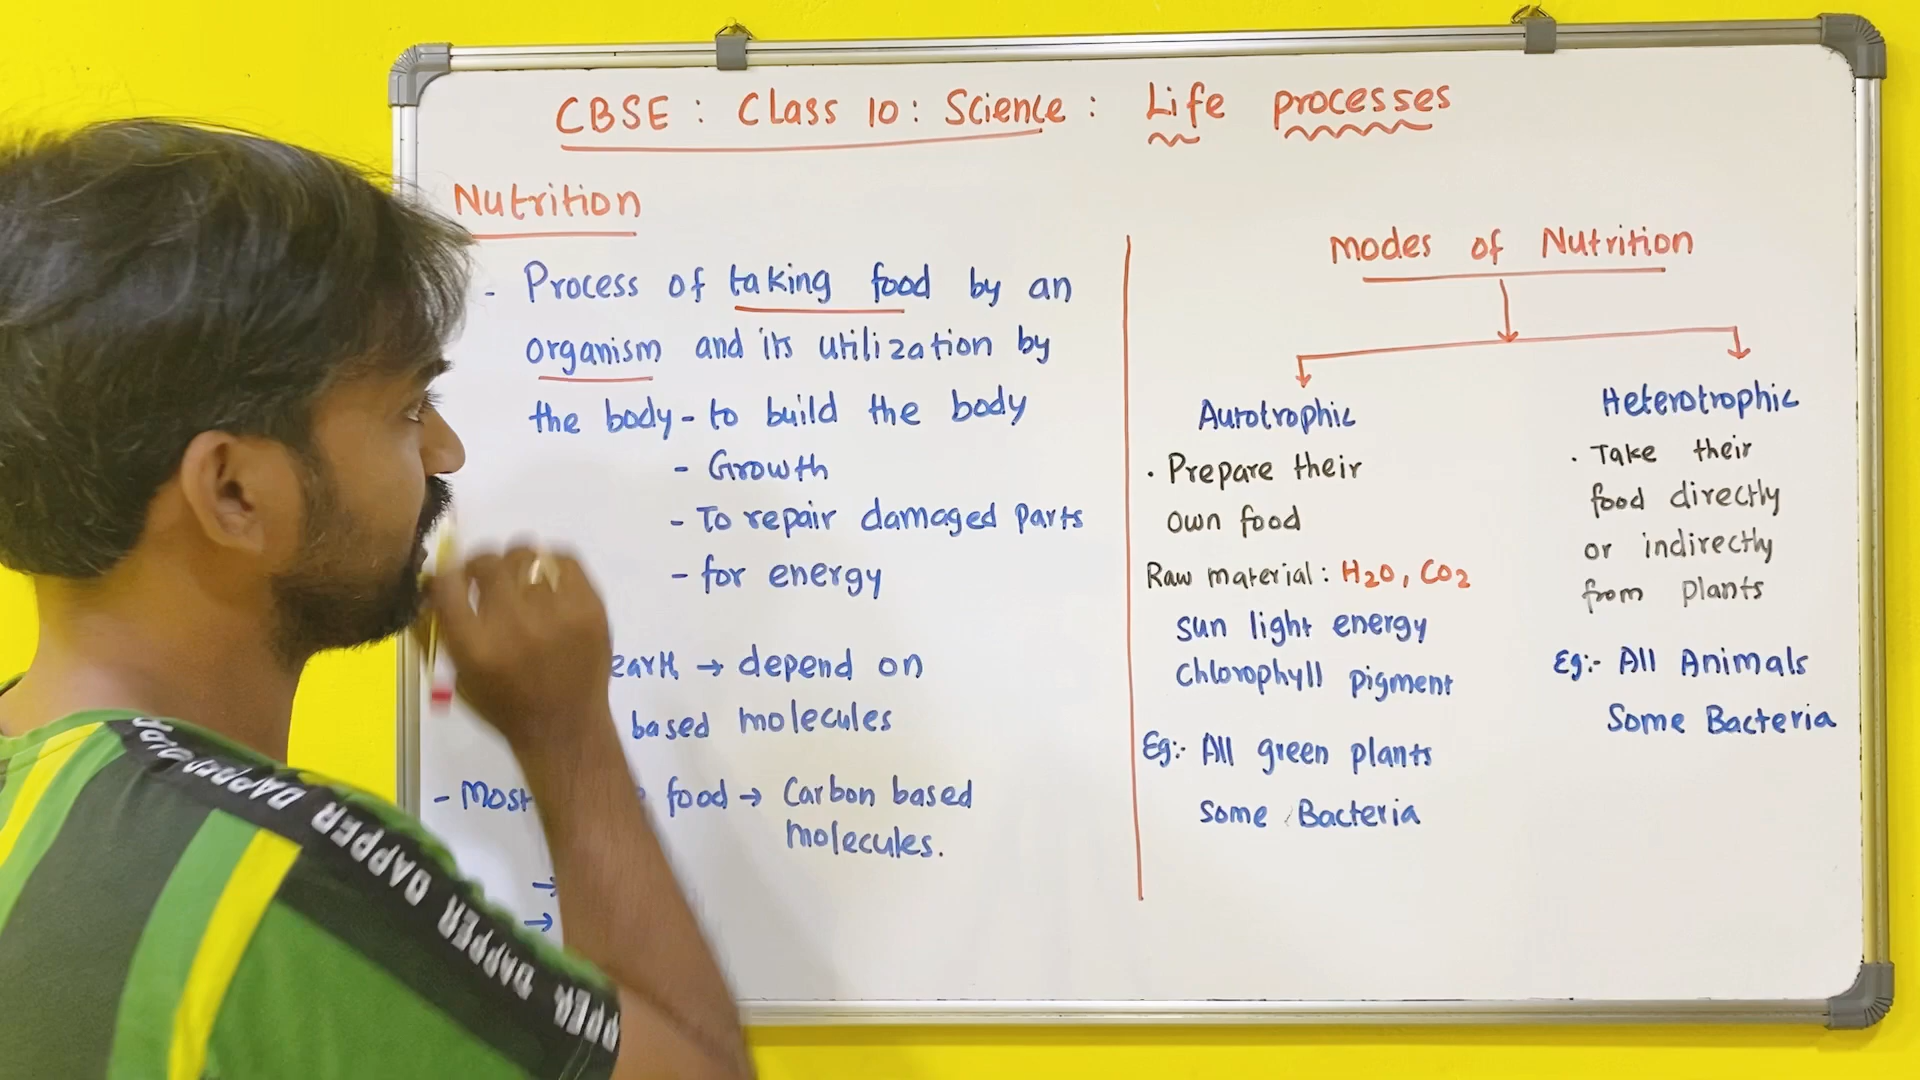 CBSE : Class 10 : Science : Life processes
Nutrition
- Process of taking food by an
organism and its utilization by
the body - to build the body
- Growth
- To repair damaged parts
- for energy
earth → depend on
based molecules
- Most food → Carbon based
molecules.
→
→
Modes of Nutrition
Autotrophic
· Prepare their
own food
Raw material : H2O, CO2
sun light energy
chlorophyll pigment
Eg:- All green plants
Some Bacteria
Heterotrophic
· Take their
food directly
or indirectly
from plants
Eg:- All Animals
Some Bacteria
DAPPER DAPPER DAPPER DAPPER